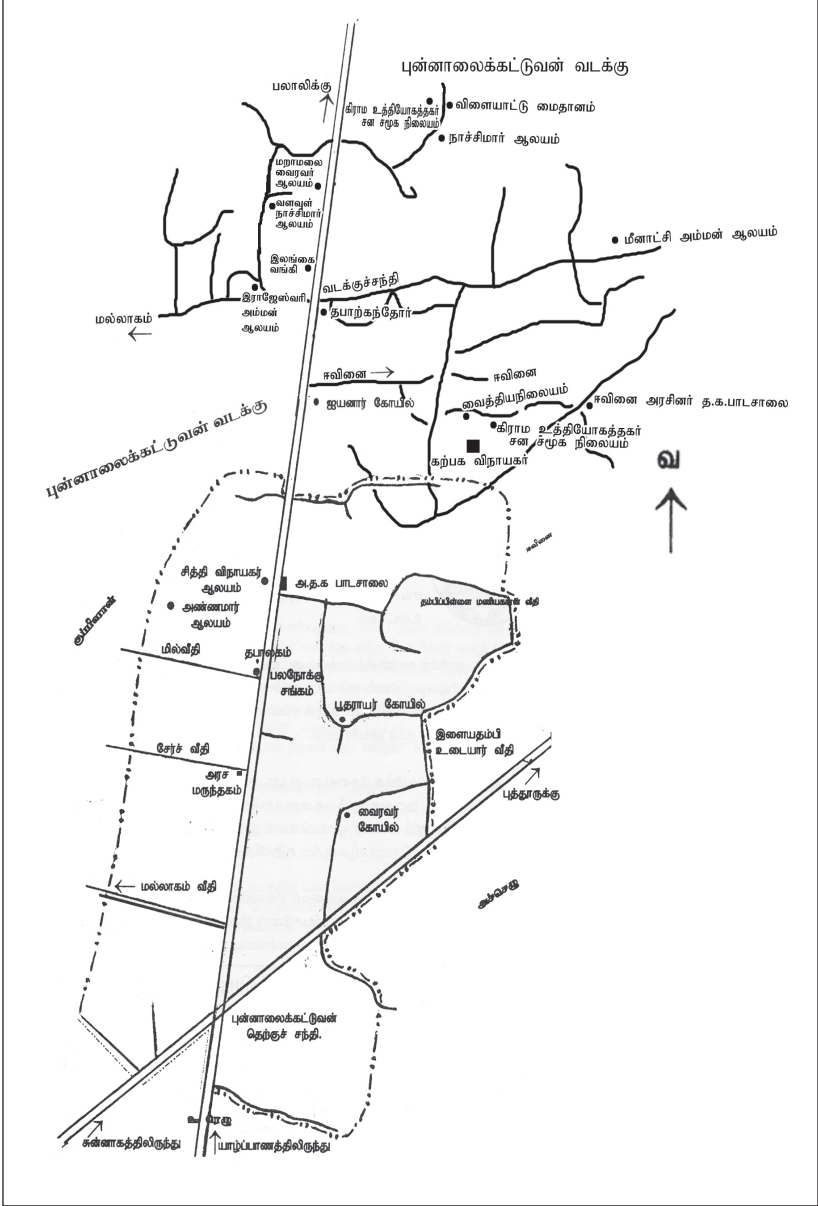 புன்னாலைக்கட்டுவன் வடக்கு
பலாலிக்கு
கிராம உத்தியோகத்தகர்
சன சமூக நிலையம்
விளையாட்டு மைதானம்
நாச்சிமார் ஆலயம்
மறாமலை
வைரவர்
ஆலயம்
வளவுள்
நாச்சிமார்
ஆலயம்
மீனாட்சி அம்மன் ஆலயம்
இலங்கை
வங்கி
வடக்குச்சந்தி
இராஜேஸ்வரி
அம்மன்
ஆலயம்
தபாற்கந்தோர்
மல்லாகம்
ஈவினை
ஈவினை
வைத்தியநிலையம்
ஐயனார் கோயில்
ஈவினை அரசினர் த.க.பாடசாலை
கிராம உத்தியோகத்தகர்
சன சமூக நிலையம்
கற்பக விநாயகர்
புன்னாலைக்கட்டுவன் வடக்கு
வ
ஈவினை
சித்தி விநாயகர்
ஆலயம்
அ.த.க பாடசாலை
அண்ணமார்
ஆலயம்
குப்பிளான்
மில்வீதி
தபாலகம்
பலநோக்கு
சங்கம்
பூதராயர் கோயில்
இளையதம்பி
உடையார் வீதி
சேர்ச் வீதி
அரச
மருந்தகம்
புத்தூருக்கு
வைரவர்
கோயில்
மல்லாகம் வீதி
அச்செழு
புன்னாலைக்கட்டுவன்
தெற்குச் சந்தி.
சுன்னாகத்திலிருந்து
யாழ்ப்பாணத்திலிருந்து